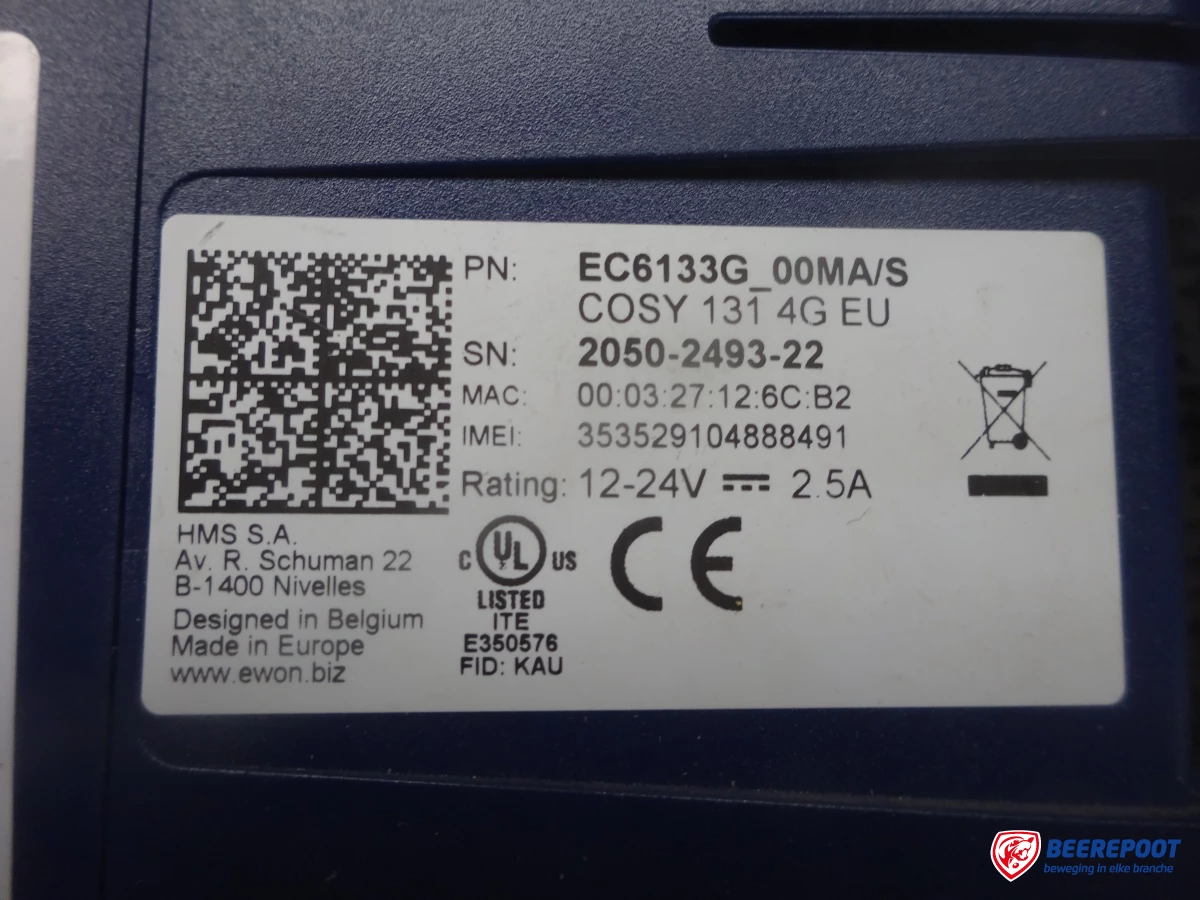 PN: EC6133G_00MA/S
COSY 131 4G EU
SN: 2050-2493-22
MAC: 00:03:27:12:6C:B2
IMEI: 353529104888491
Rating: 12-24V ⎓ 2.5A
HMS S.A.
Av. R. Schuman 22
B-1400 Nivelles
Designed in Belgium
Made in Europe
www.ewon.biz
C UL US
LISTED
ITE
E350576
FID: KAU
CE
BEEREPOOT
beweging in elke branche